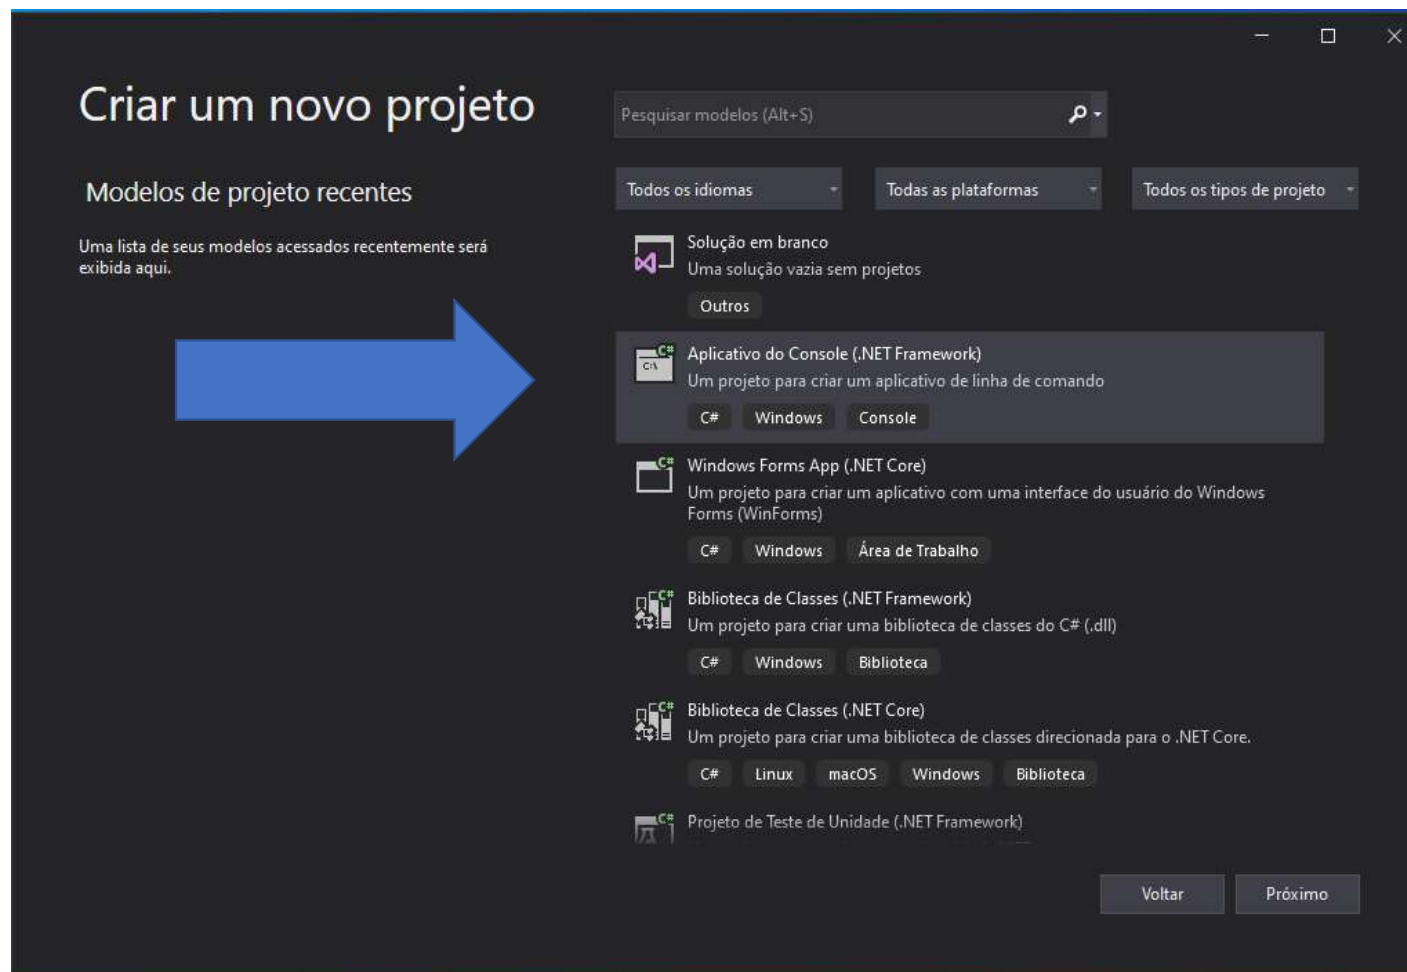 Criar um novo projeto
Modelos de projeto recentes
Uma lista de seus modelos acessados recentemente será
exibida aqui.
Pesquisar modelos (Alt+S)
Todos os idiomas
Todas as plataformas
Todos os tipos de projeto
Solução em branco
Uma solução vazia sem projetos
Outros
C#
C:\
Aplicativo do Console (.NET Framework)
Um projeto para criar um aplicativo de linha de comando
C# Windows Console
C#
Windows Forms App (.NET Core)
Um projeto para criar um aplicativo com uma interface do usuário do Windows
Forms (WinForms)
C# Windows Área de Trabalho
C#
Biblioteca de Classes (.NET Framework)
Um projeto para criar uma biblioteca de classes do C# (.dll)
C# Windows Biblioteca
C#
Biblioteca de Classes (.NET Core)
Um projeto para criar uma biblioteca de classes direcionada para o .NET Core.
C# Linux macOS Windows Biblioteca
C#
Projeto de Teste de Unidade (.NET Framework)
Voltar
Próximo